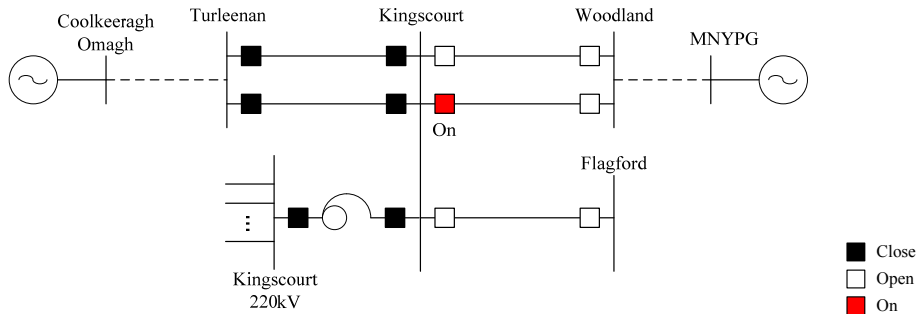 Coolkeeragh
Omagh
Turleenan
Kingscourt
Woodland
MNYPG
On
Flagford
Kingscourt
220kV
Close
Open
On